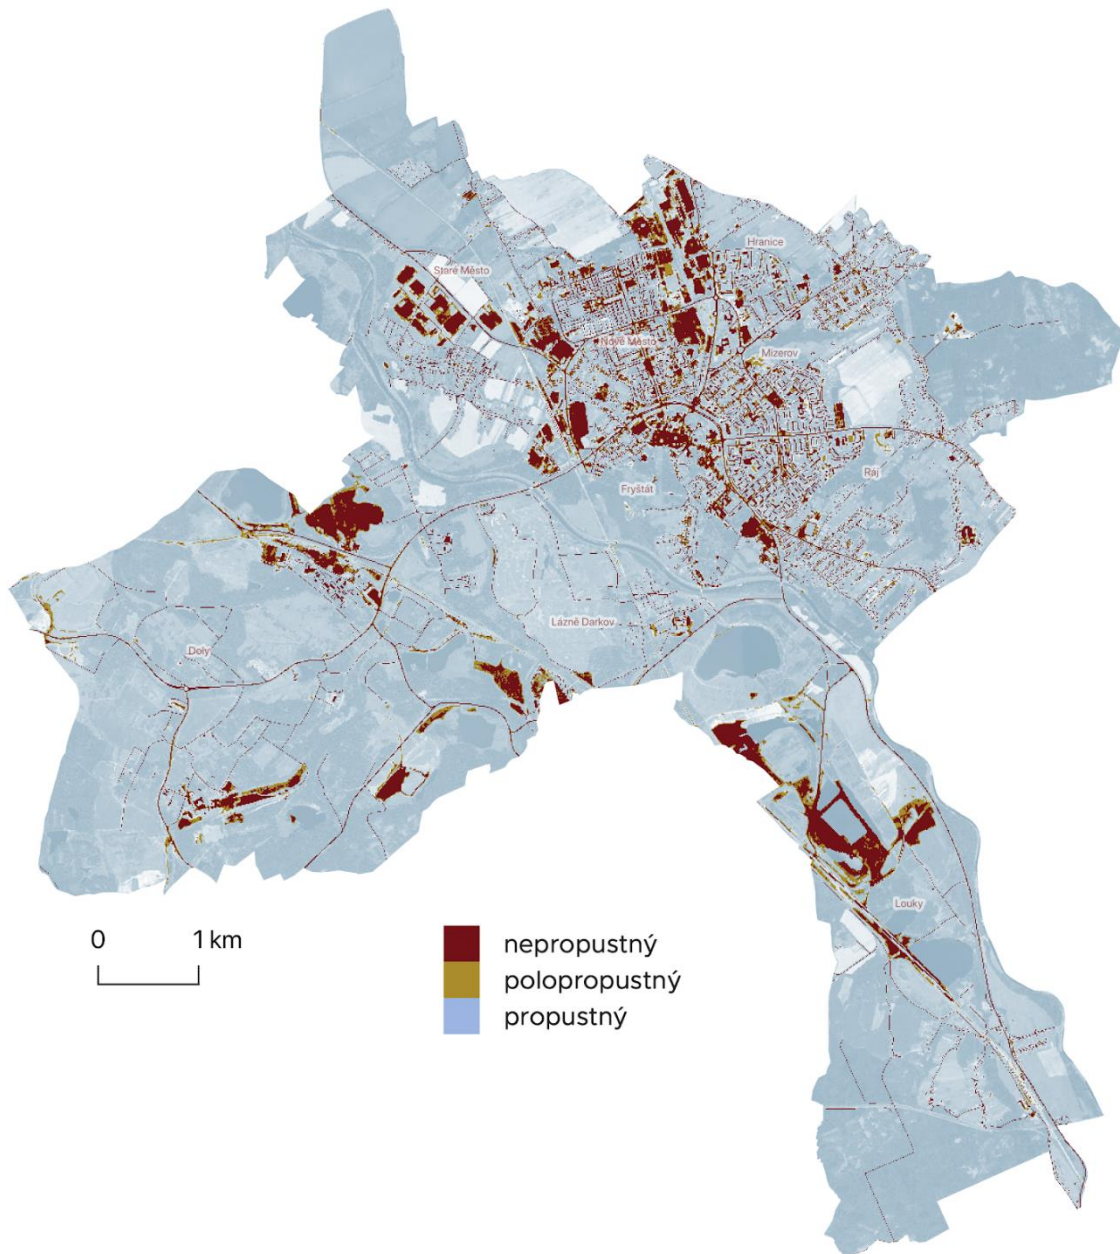 Hranice
Staré Město
Nové Město
Mizerov
Ráj
Fryštát
Lázně Darkov
Doly
Louky
0 1 km
nepropustný
polopropustný
propustný